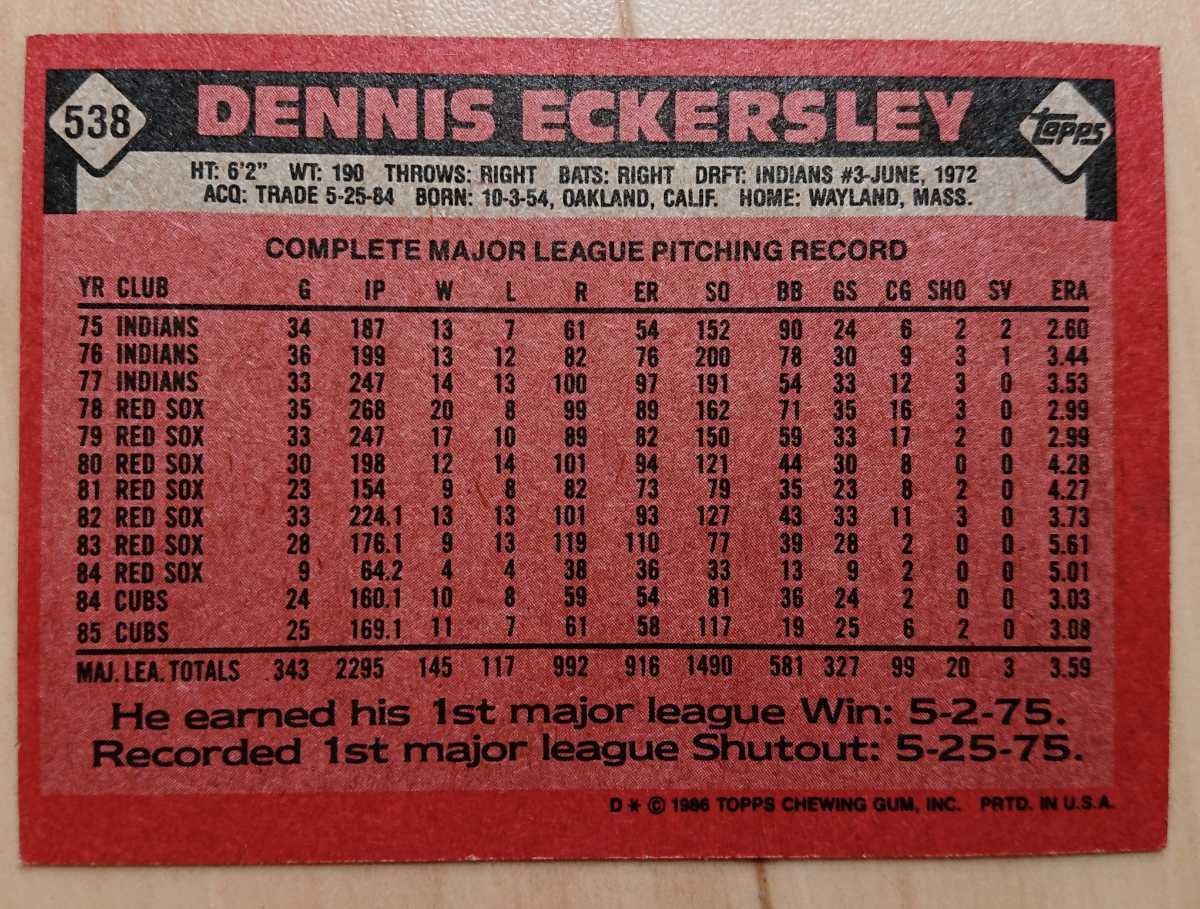 538 DENNIS ECKERSLEY topps
HT: 6'2" WT: 190 THROWS: RIGHT BATS: RIGHT DRFT: INDIANS #3-JUNE, 1972
ACQ: TRADE 5-25-84 BORN: 10-3-54, OAKLAND, CALIF. HOME: WAYLAND, MASS.
COMPLETE MAJOR LEAGUE PITCHING RECORD
YR CLUB G IP W L R ER SO BB GS CG SHO SV ERA
75 INDIANS 34 187 13 7 61 54 152 90 24 6 2 2 2.60
76 INDIANS 36 199 13 12 82 76 200 78 30 9 3 1 3.44
77 INDIANS 33 247 14 13 100 97 191 54 33 12 3 0 3.53
78 RED SOX 35 268 20 8 99 89 162 71 35 16 3 0 2.99
79 RED SOX 33 247 17 10 89 82 150 59 33 17 2 0 2.99
80 RED SOX 30 198 12 14 101 94 121 44 30 8 0 0 4.28
81 RED SOX 23 154 9 8 82 73 79 35 23 8 2 0 4.27
82 RED SOX 33 224.1 13 13 101 93 127 43 33 11 3 0 3.73
83 RED SOX 28 176.1 9 13 119 110 77 39 28 2 0 0 5.61
84 RED SOX 9 64.2 4 4 38 36 33 13 9 2 0 0 5.01
84 CUBS 24 160.1 10 8 59 54 81 36 24 2 0 0 3.03
85 CUBS 25 169.1 11 7 61 58 117 19 25 6 2 0 3.08
MAJ. LEA. TOTALS 343 2295 145 117 992 916 1490 581 327 99 20 3 3.59
He earned his 1st major league Win: 5-2-75.
Recorded 1st major league Shutout: 5-25-75.
D * © 1986 TOPPS CHEWING GUM, INC. PRTD. IN U.S.A.